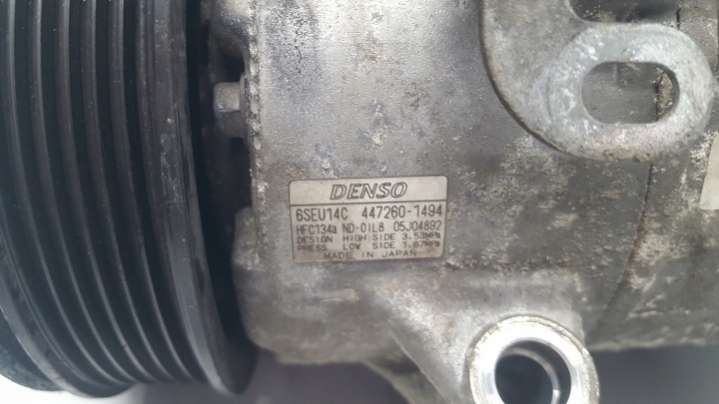 DENSO
6SEU14C 447260-1494
HFC134a ND-OIL8 05J04892
DESIGN HIGH SIDE 3.53MPa
PRESS LOW SIDE 1.67MPa
MADE IN JAPAN